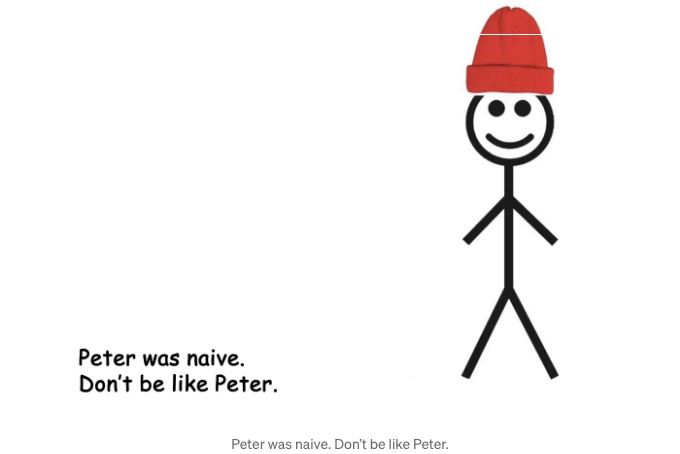 Peter was naive.
Don't be like Peter.
Peter was naive. Don't be like Peter.